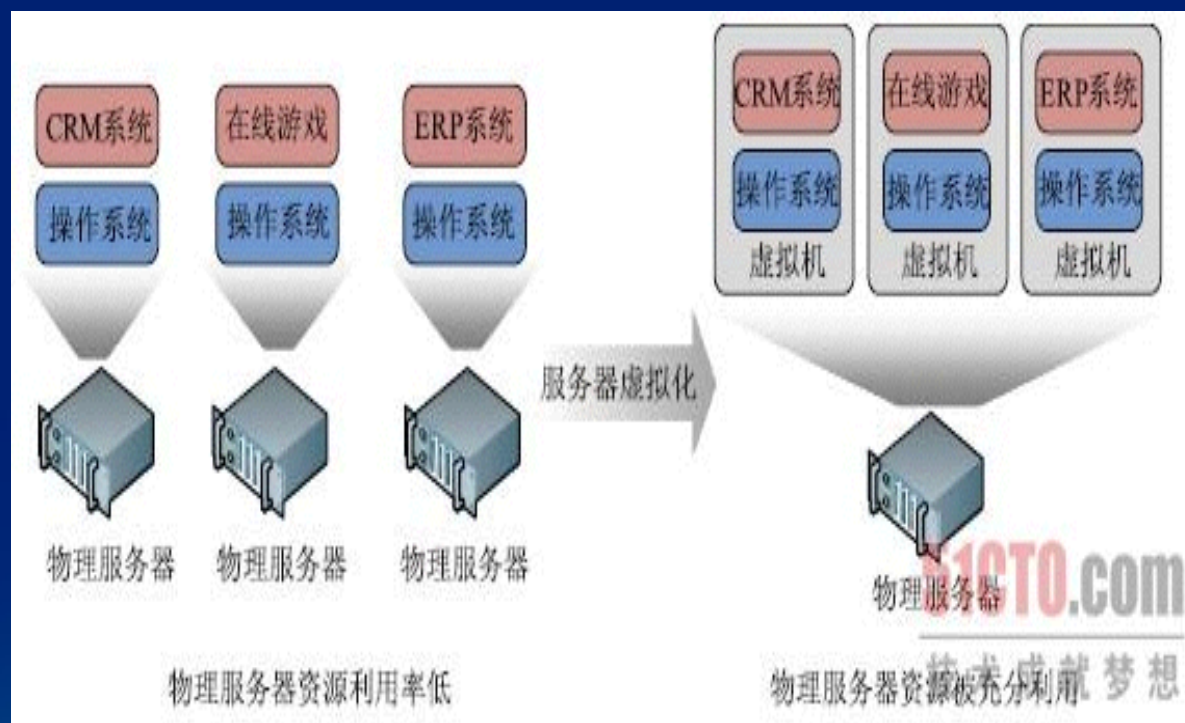 CRM系统
在线游戏
ERP系统
操作系统
操作系统
操作系统
物理服务器
物理服务器
物理服务器
物理服务器资源利用率低
服务器虚拟化
CRM系统
在线游戏
ERP系统
操作系统
操作系统
操作系统
虚拟机
虚拟机
虚拟机
物理服务器
物理服务器资源被充分利用
51CTO.com
技术成就梦想